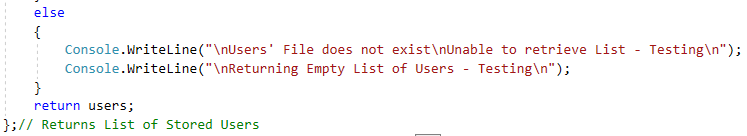 else
{
Console.WriteLine("\nUsers' File does not exist\nUnable to retrieve List - Testing\n");
Console.WriteLine("\nReturning Empty List of Users - Testing\n");
}
return users;
};// Returns List of Stored Users